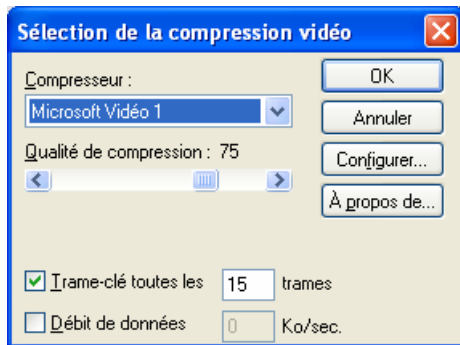 Sélection de la compression vidéo
Compresseur :
Microsoft Vidéo 1
Qualité de compression : 75
OK
Annuler
Configurer...
À propos de...
Trame-clé toutes les 15 trames
Débit de données 0 Ko/sec.